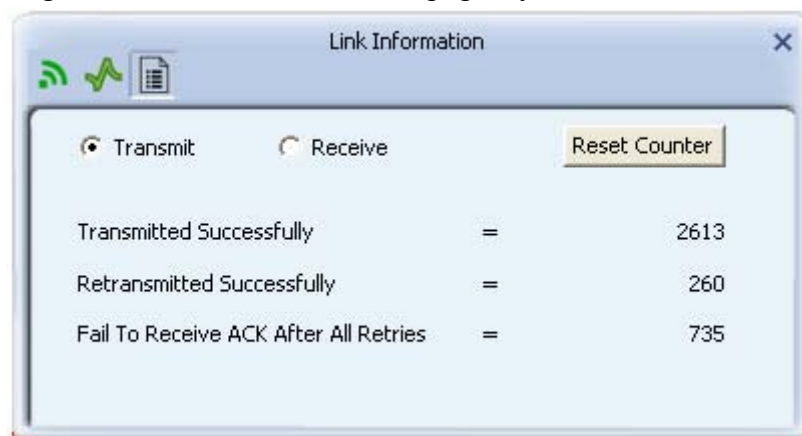 Link Information
Transmit Receive Reset Counter
Transmitted Successfully = 2613
Retransmitted Successfully = 260
Fail To Receive ACK After All Retries = 735